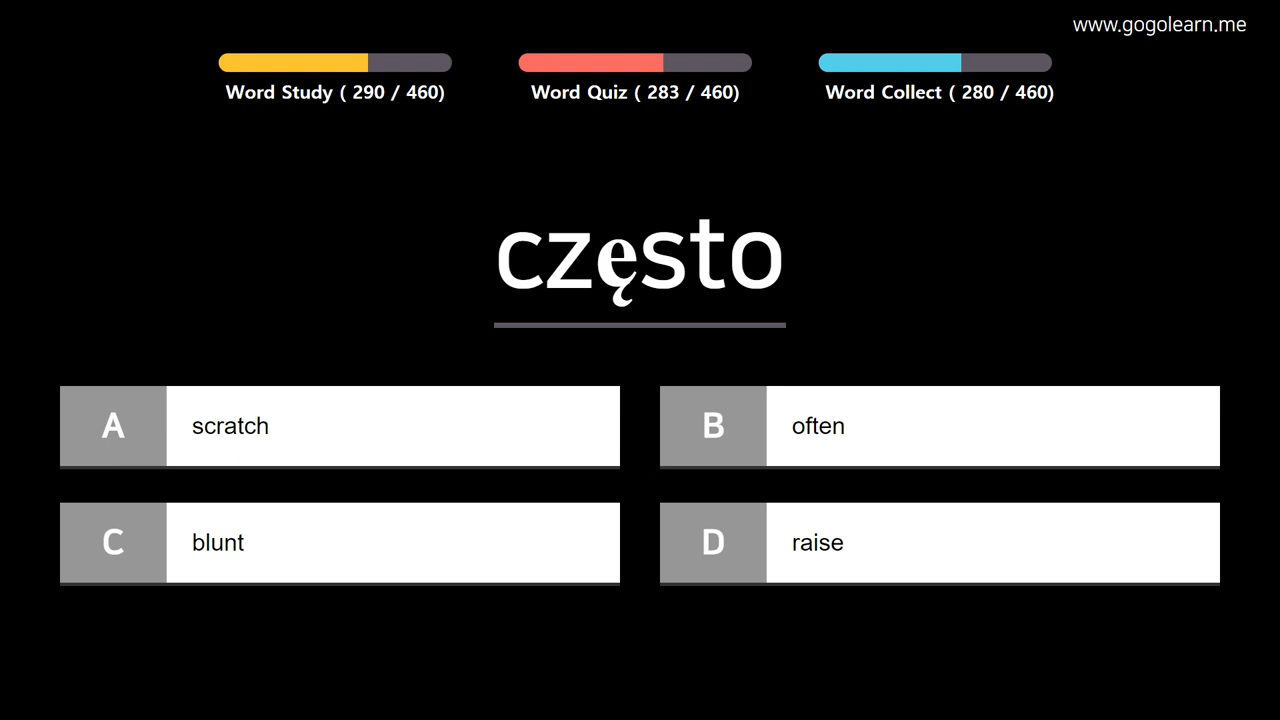 www.gogolearn.me
Word Study ( 290 / 460)
Word Quiz ( 283 / 460)
Word Collect ( 280 / 460)
często
A scratch
B often
C blunt
D raise